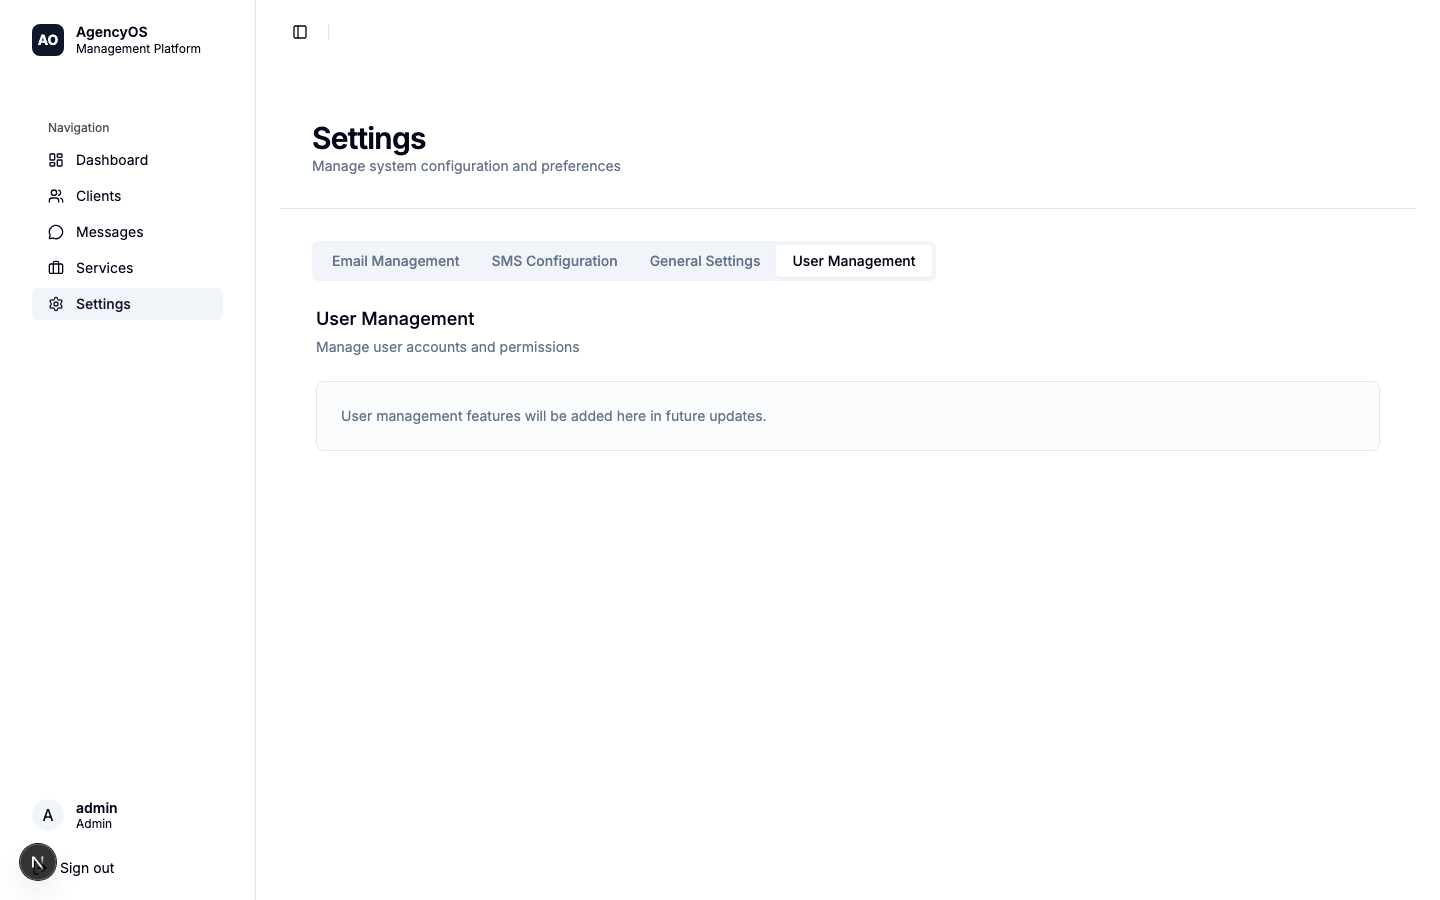 AO
AgencyOS
Management Platform
Navigation
Dashboard
Clients
Messages
Services
Settings
admin
A
Admin
Sign out
N
Settings
Manage system configuration and preferences
Email Management
SMS Configuration
General Settings
User Management
User Management
Manage user accounts and permissions
User management features will be added here in future updates.